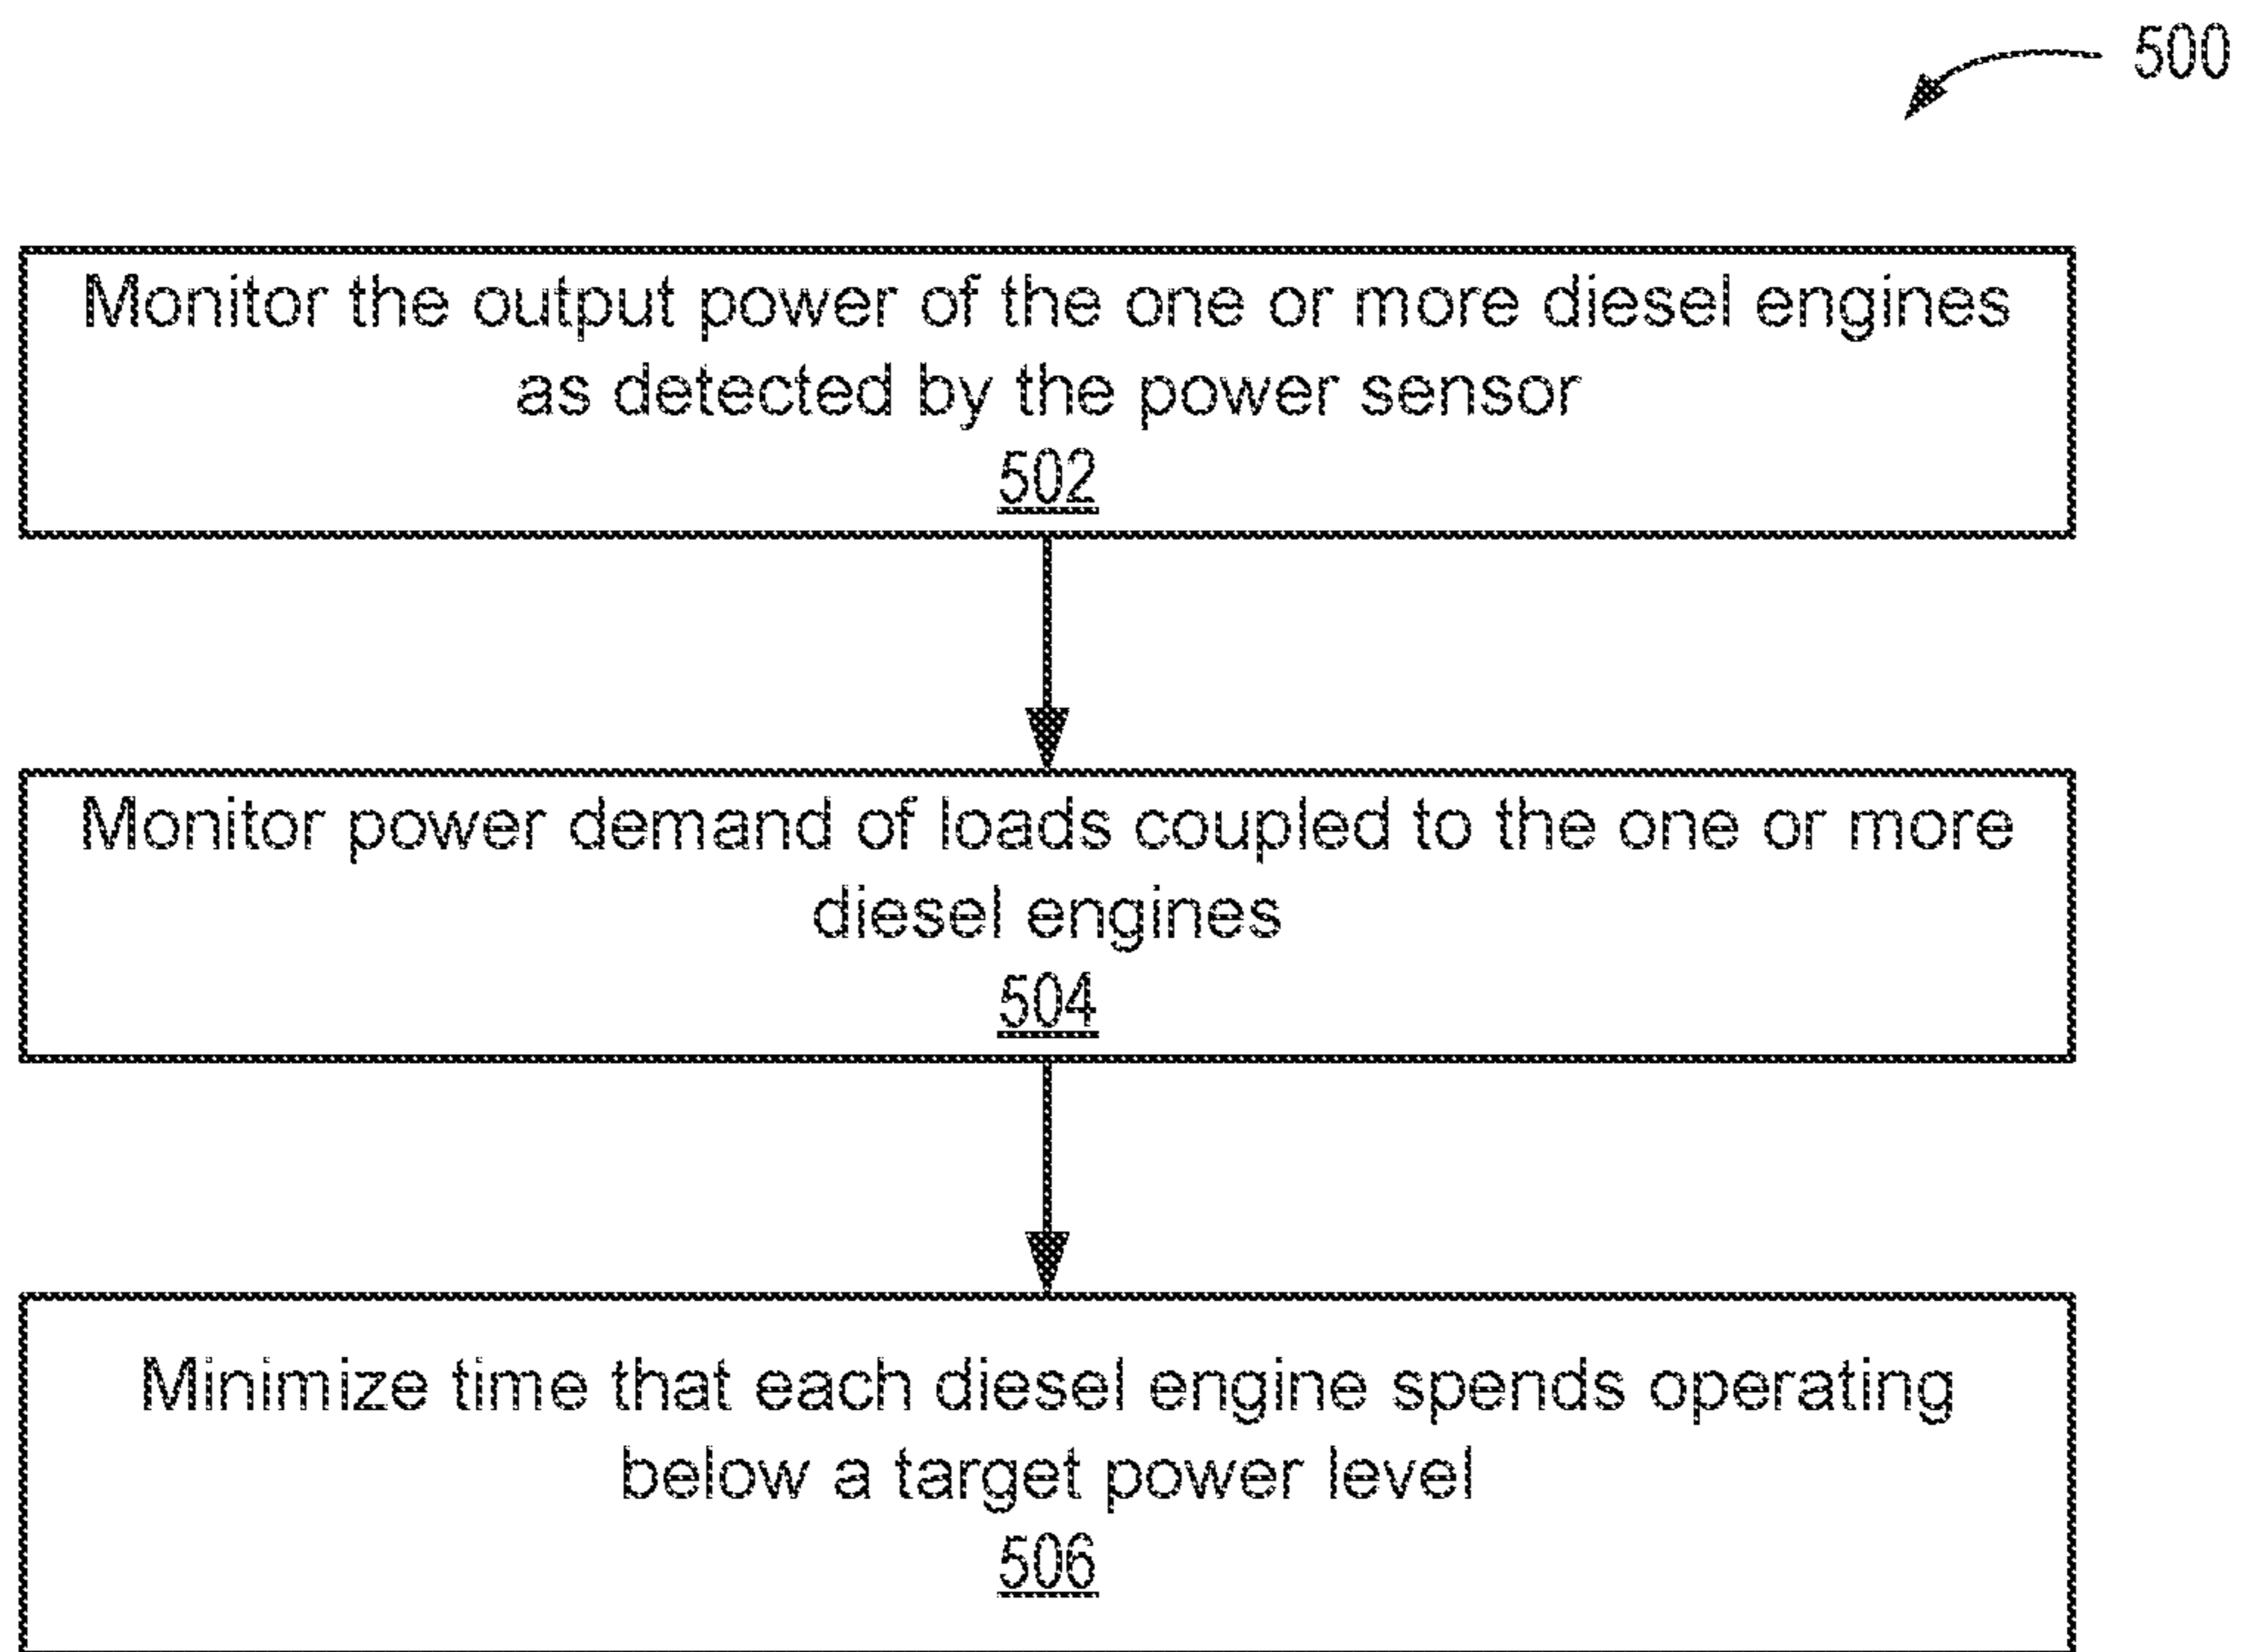 500
Monitor the output power of the one or more diesel engines
as detected by the power sensor
502
Monitor power demand of loads coupled to the one or more
diesel engines
504
Minimize time that each diesel engine spends operating
below a target power level
506